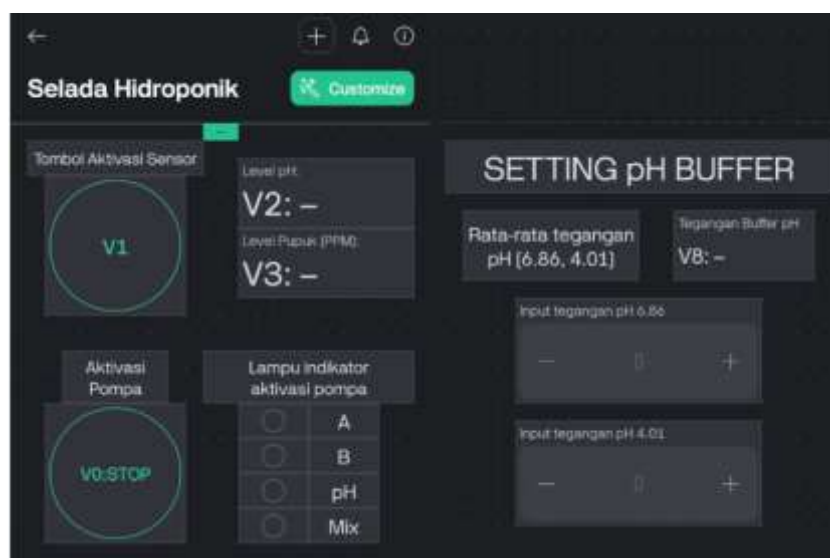 Selada Hidroponik
Customize
Tombol Aktivasi Sensor
V1
Level pH:
V2: –
Level Pupuk (PPM):
V3: –
Aktivasi
Pompa
V0:STOP
Lampu indikator
aktivasi pompa
A
B
pH
Mix
SETTING pH BUFFER
Rata-rata tegangan
pH (6.86, 4.01)
Tegangan Buffer pH
V8: –
Input tegangan pH 6.86
– 0 +
Input tegangan pH 4.01
– 0 +